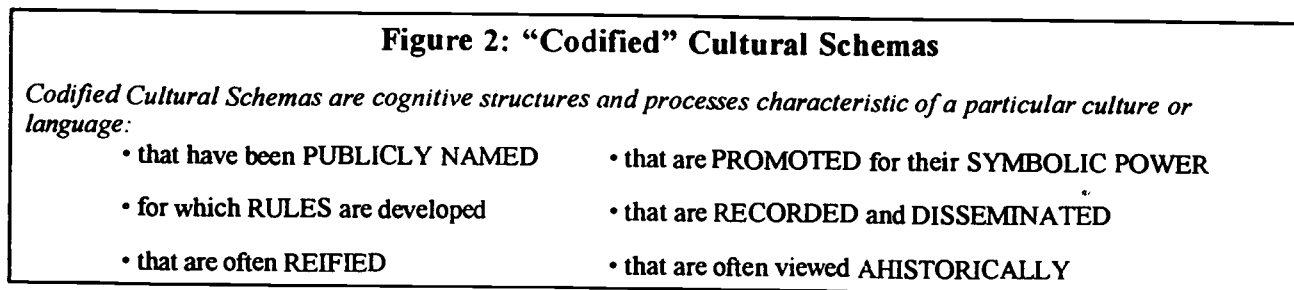 Figure 2: “Codified” Cultural Schemas
Codified Cultural Schemas are cognitive structures and processes characteristic of a particular culture or
language:
• that have been PUBLICLY NAMED • that are PROMOTED for their SYMBOLIC POWER
• for which RULES are developed • that are RECORDED and DISSEMINATED
• that are often REIFIED • that are often viewed AHISTORICALLY